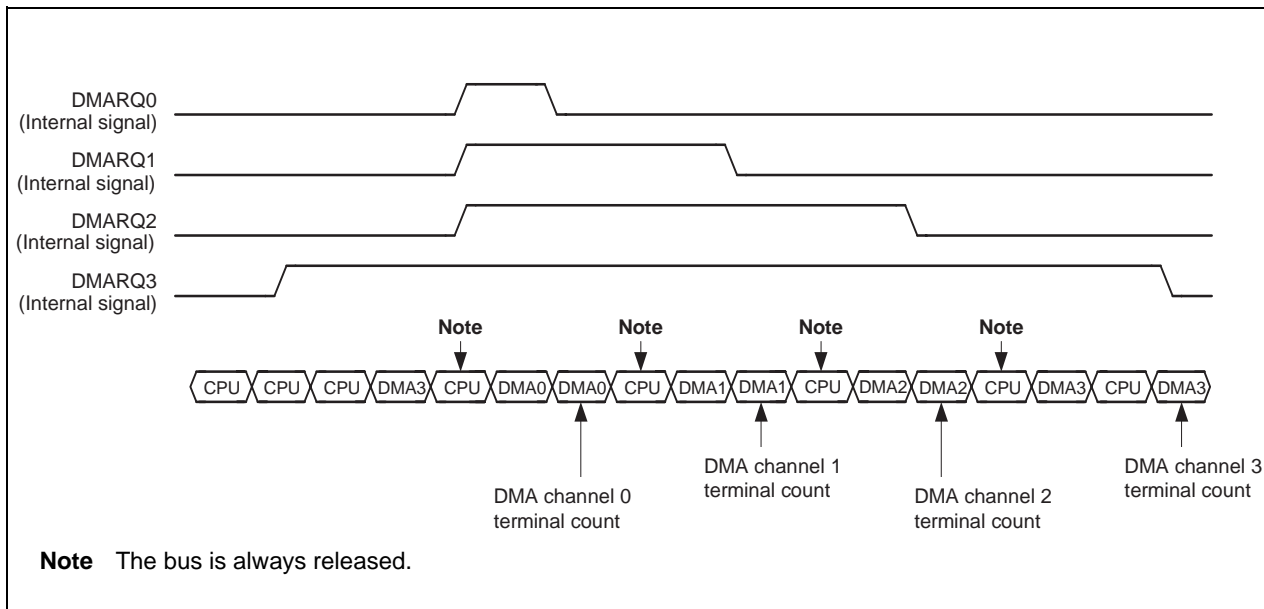 DMARQ0
(Internal signal)
DMARQ1
(Internal signal)
DMARQ2
(Internal signal)
DMARQ3
(Internal signal)
Note Note Note Note
CPU CPU CPU DMA3 CPU DMA0 DMA0 CPU DMA1 DMA1 CPU DMA2 DMA2 CPU DMA3 CPU DMA3
DMA channel 0
terminal count
DMA channel 1
terminal count
DMA channel 2
terminal count
DMA channel 3
terminal count
Note The bus is always released.